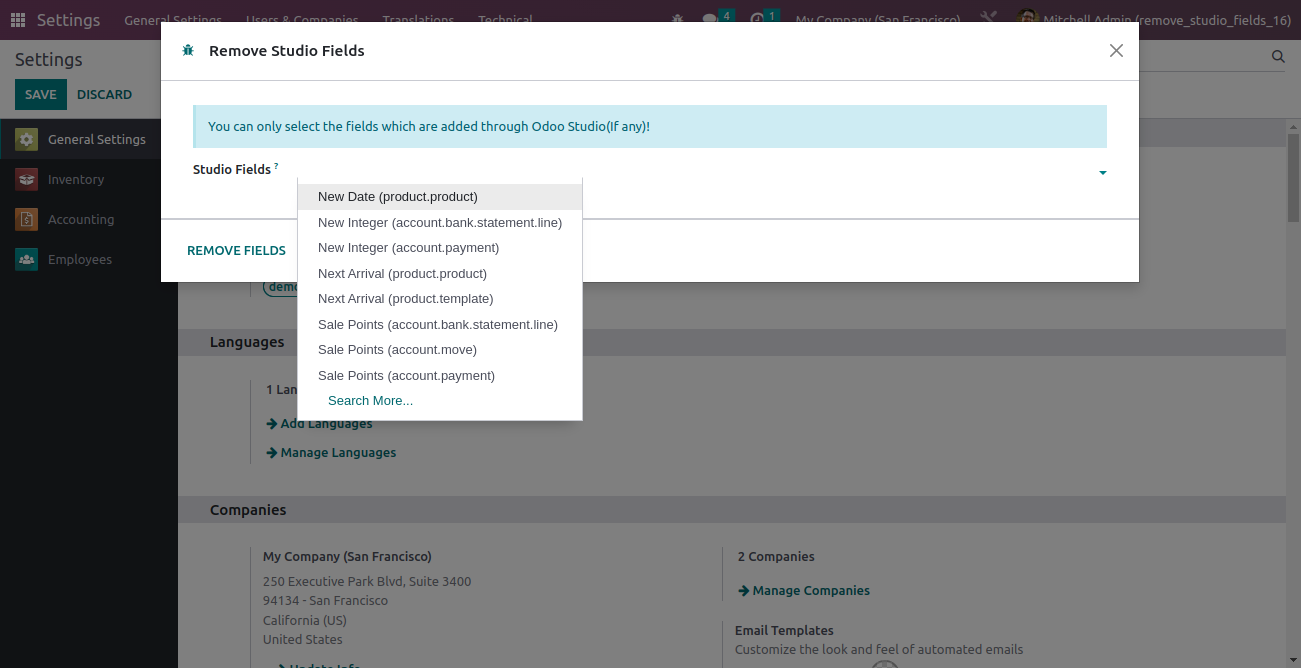 Settings General Settings Users & Companies Translations Technical 4 1 My Company (San Francisco) Mitchell Admin (remove_studio_fields_16)
Remove Studio Fields
Settings
SAVE DISCARD
You can only select the fields which are added through Odoo Studio(If any)!
General Settings
Studio Fields ?
Inventory
New Date (product.product)
Accounting
New Integer (account.bank.statement.line)
REMOVE FIELDS
New Integer (account.payment)
Employees
Next Arrival (product.product)
demo
Next Arrival (product.template)
Sale Points (account.bank.statement.line)
Languages
Sale Points (account.move)
Sale Points (account.payment)
1 Lan
Search More...
Add Languages
Manage Languages
Companies
My Company (San Francisco)
2 Companies
250 Executive Park Blvd, Suite 3400
Manage Companies
94134 - San Francisco
California (US)
Email Templates
United States
Customize the look and feel of automated emails
Update Info